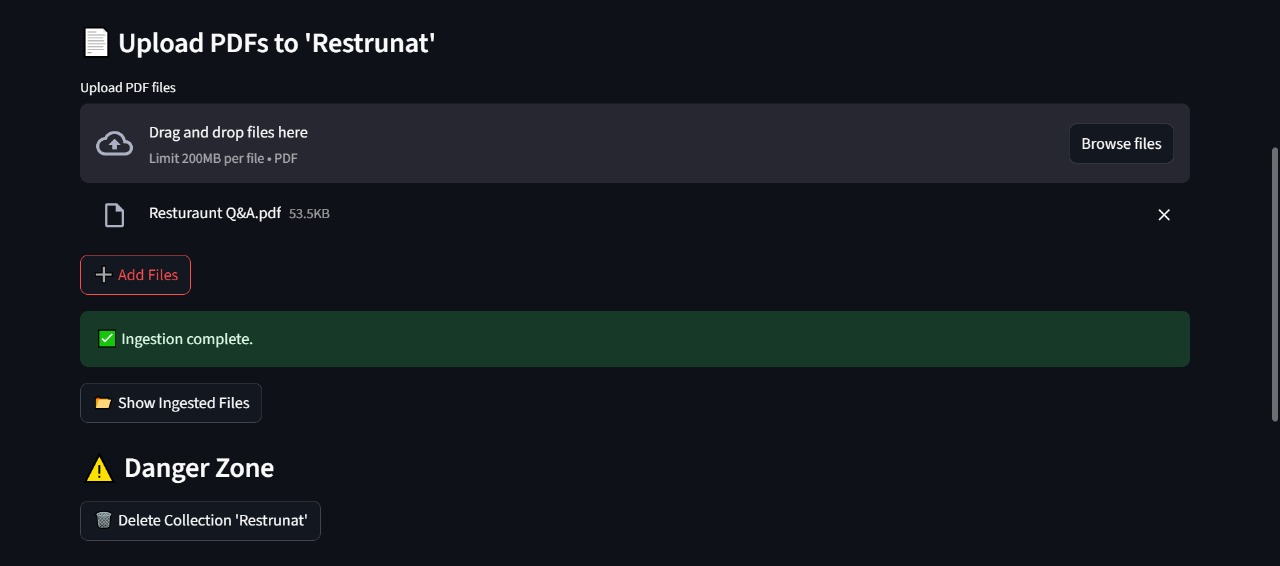 Upload PDFs to 'Restrunat'
Upload PDF files
Drag and drop files here
Limit 200MB per file • PDF
Browse files
Resturaunt Q&A.pdf 53.5KB
Add Files
Ingestion complete.
Show Ingested Files
Danger Zone
Delete Collection 'Restrunat'